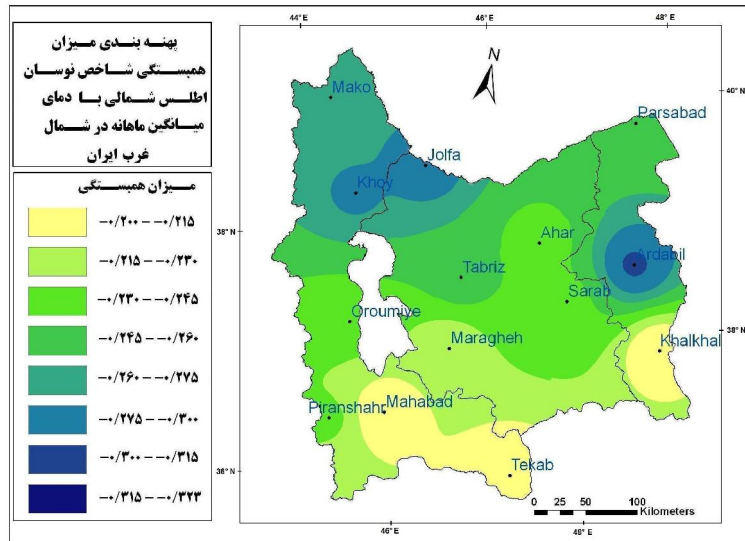 پهنه بندی میزان
همبستگی شاخص نوسان
اطلس شمالی با دمای
میانگین ماهانه در شمال
غرب ایران
میزان همبستگی
-۰/۲۰۰ -- ۰/۲۱۵
-۰/۲۱۵ -- ۰/۲۳۰
-۰/۲۳۰ -- ۰/۲۴۵
-۰/۲۴۵ -- ۰/۲۶۰
-۰/۲۶۰ -- ۰/۲۷۵
-۰/۲۷۵ -- ۰/۳۰۰
-۰/۳۰۰ -- ۰/۳۱۵
-۰/۳۱۵ -- ۰/۳۲۳
44° E
46° E
48° E
N
40° N
Mako
Parsabad
Jolfa
Khoy
38° N
Ahar
Ardabil
Tabriz
Sarab
Oroumiye
38° N
Maragheh
Khalkhal
Piranshahr
Mahabad
36° N
Tekab
36° N
0 25 50 100
Kilometers
46° E
48° E